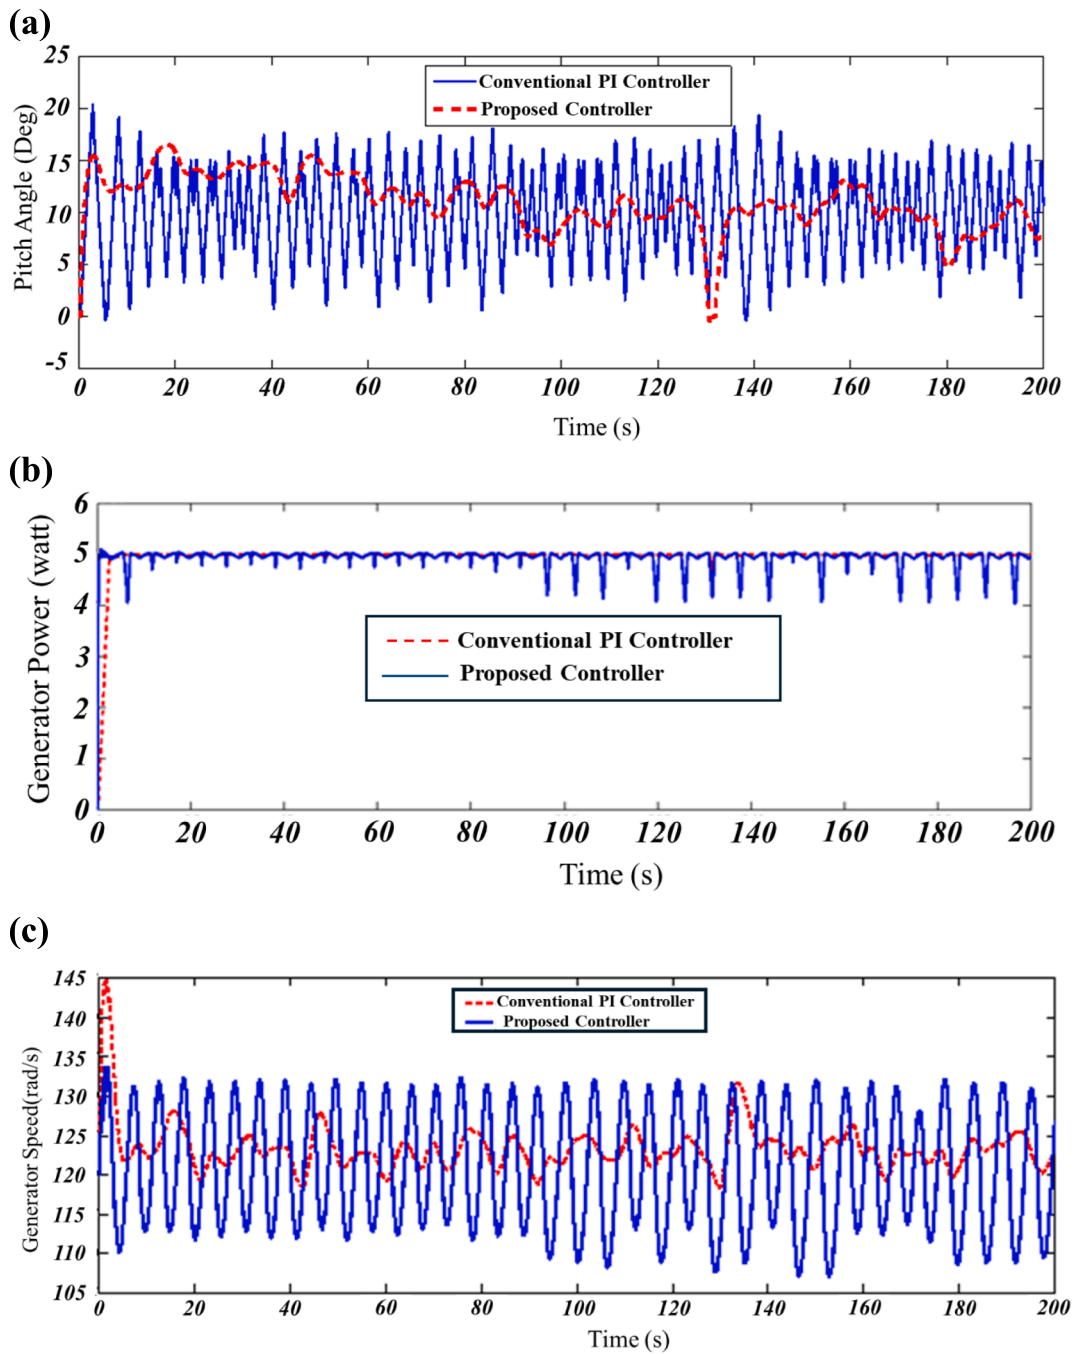 (a)
25
20
15
10
5
0
-5
Pitch Angle (Deg)
Conventional PI Controller
Proposed Controller
0 20 40 60 80 100 120 140 160 180 200
Time (s)
(b)
6
5
4
3
2
1
0
Generator Power (watt)
Conventional PI Controller
Proposed Controller
0 20 40 60 80 100 120 140 160 180 200
Time (s)
(c)
145
140
135
130
125
120
115
110
105
Generator Speed(rad/s)
Conventional PI Controller
Proposed Controller
0 20 40 60 80 100 120 140 160 180 200
Time (s)